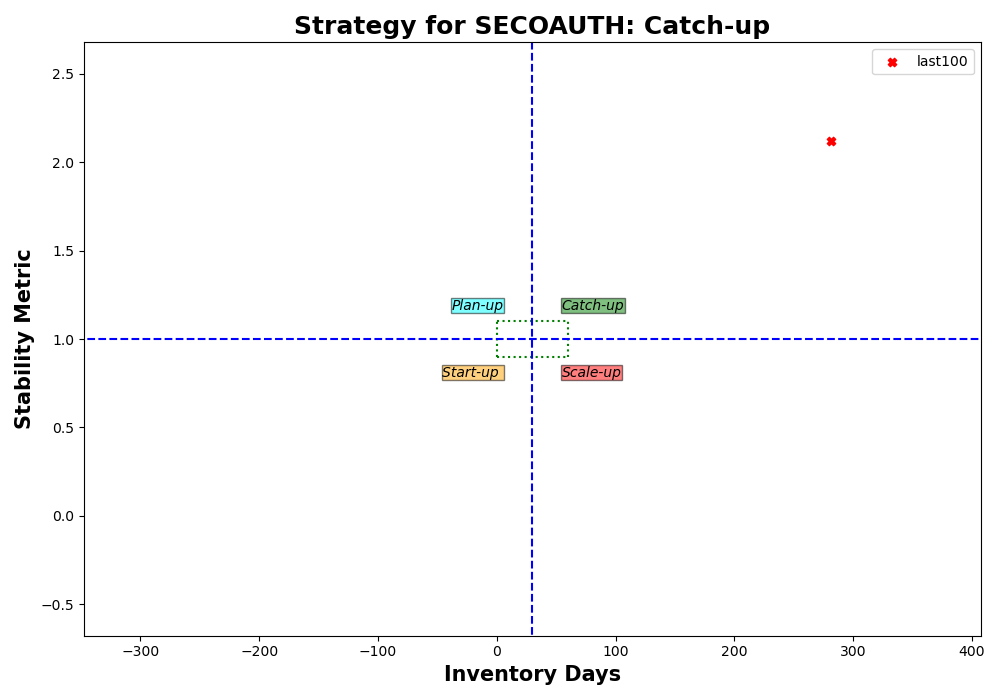 Strategy for SECOAUTH: Catch-up
last100
2.5
2.0
1.5
1.0
0.5
0.0
−0.5
Stability Metric
Plan-up
Catch-up
Start-up
Scale-up
−300
−200
−100
0
100
200
300
400
Inventory Days